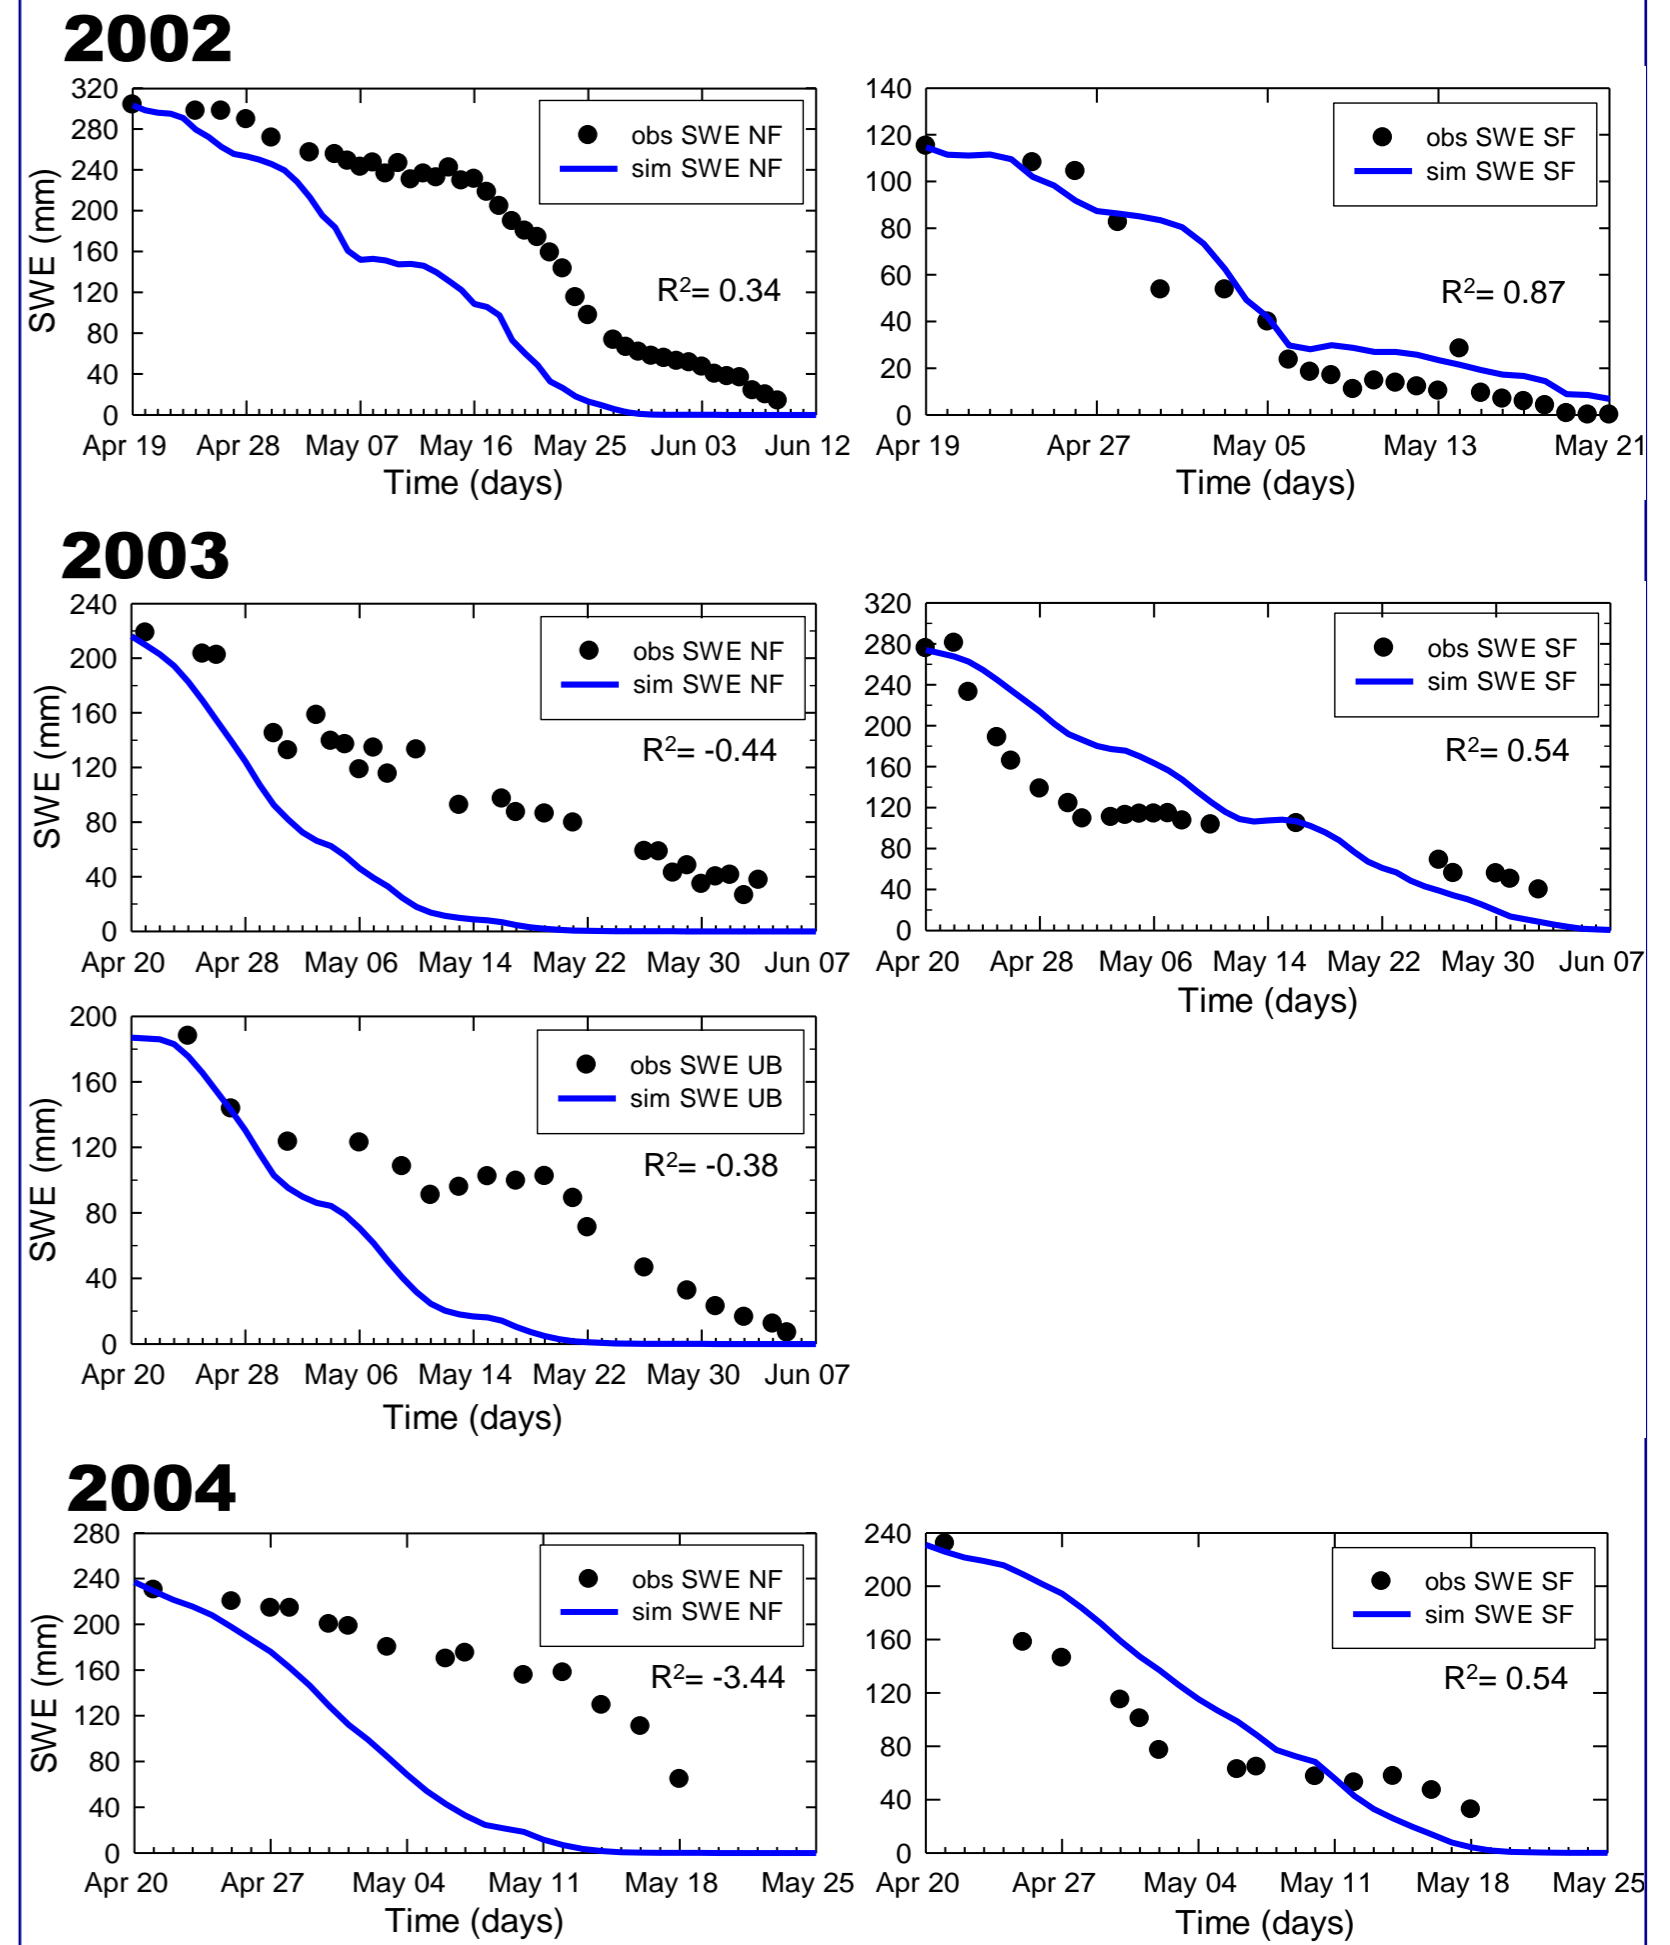 2002
320
280
240
200
160
120
80
40
0
SWE (mm)
obs SWE NF
sim SWE NF
R²= 0.34
Apr 19 Apr 28 May 07 May 16 May 25 Jun 03 Jun 12
Time (days)
140
120
100
80
60
40
20
0
obs SWE SF
sim SWE SF
R²= 0.87
Apr 19 Apr 27 May 05 May 13 May 21
Time (days)
2003
240
200
160
120
80
40
0
SWE (mm)
obs SWE NF
sim SWE NF
R²= -0.44
Apr 20 Apr 28 May 06 May 14 May 22 May 30 Jun 07
320
280
240
200
160
120
80
40
0
obs SWE SF
sim SWE SF
R²= 0.54
Apr 20 Apr 28 May 06 May 14 May 22 May 30 Jun 07
Time (days)
200
160
120
80
40
0
SWE (mm)
obs SWE UB
sim SWE UB
R²= -0.38
Apr 20 Apr 28 May 06 May 14 May 22 May 30 Jun 07
Time (days)
2004
280
240
200
160
120
80
40
0
SWE (mm)
obs SWE NF
sim SWE NF
R²= -3.44
Apr 20 Apr 27 May 04 May 11 May 18 May 25
Time (days)
240
200
160
120
80
40
0
obs SWE SF
sim SWE SF
R²= 0.54
Apr 20 Apr 27 May 04 May 11 May 18 May 25
Time (days)